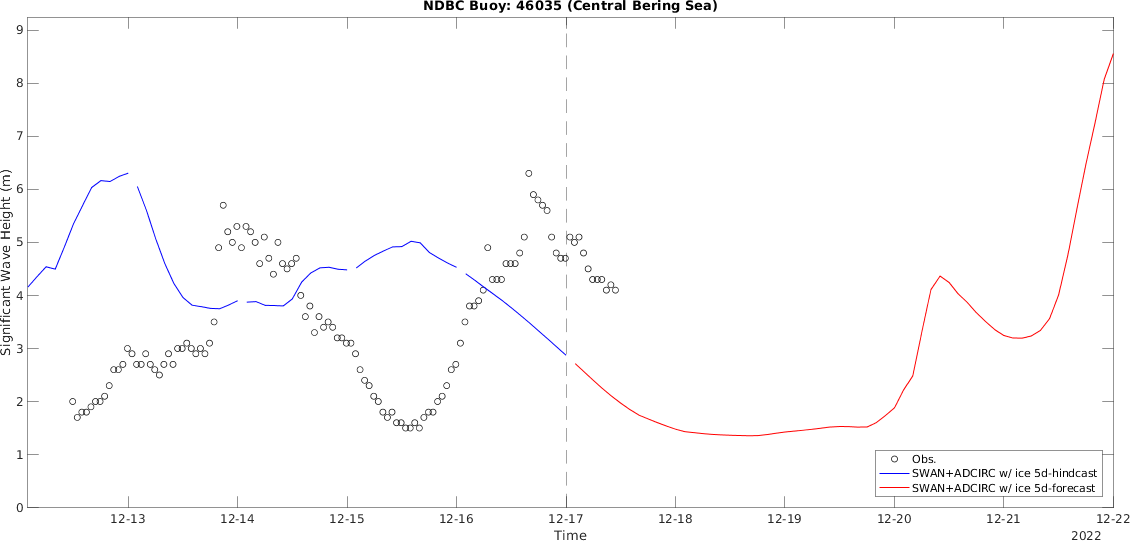 NDBC Buoy: 46035 (Central Bering Sea)
9
8
7
6
5
4
3
2
1
0
Significant Wave Height (m)
Obs.
SWAN+ADCIRC w/ ice 5d-hindcast
SWAN+ADCIRC w/ ice 5d-forecast
12-13 12-14 12-15 12-16 12-17 12-18 12-19 12-20 12-21 12-22
Time
2022